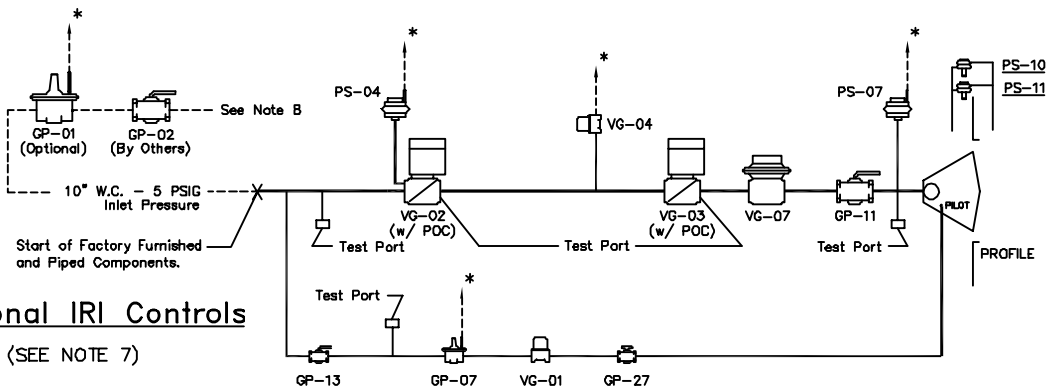 *
*
*
*
PS-04
PS-07
PS-10
PS-11
GP-01
(Optional)
GP-02
(By Others)
See Note B
VG-04
10" W.C. - 5 PSIG
Inlet Pressure
VG-02
(w/ POC)
VG-03
(w/ POC)
VG-07
GP-11
PILOT
Start of Factory Furnished
and Piped Components.
Test Port
Test Port
Test Port
PROFILE
onal IRI Controls
(SEE NOTE 7)
Test Port
*
GP-13
GP-07
VG-01
GP-27